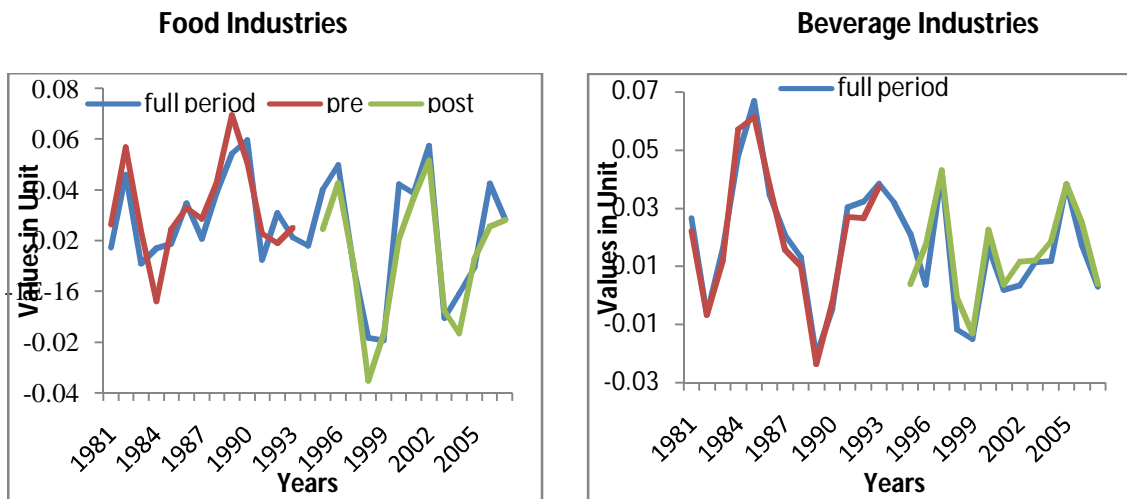 Food Industries
Values in Unit
0.08
0.06
0.04
0.02
-0.02
-0.04
full period pre post
1981 1984 1987 1990 1993 1996 1999 2002 2005
Years
Beverage Industries
Values in Unit
0.07
0.05
0.03
0.01
-0.01
-0.03
full period
1981 1984 1987 1990 1993 1996 1999 2002 2005
Years